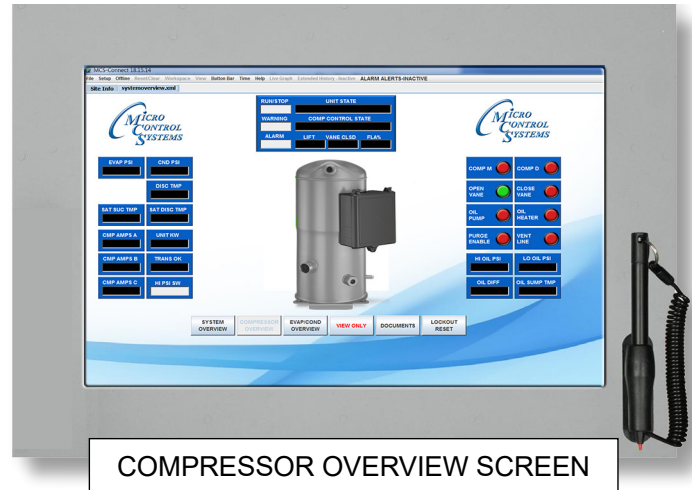 MCS-Connect 18.15.14
File Setup Offline Reset/Clear Workspace View Button Bar Time Help Live Graph Extended History - Inactive ALARM ALERTS-INACTIVE
Site Info systemoverview.xml
MICRO
CONTROL
SYSTEMS
RUN/STOP UNIT STATE
WARNING COMP CONTROL STATE
ALARM LIFT VANE CLSD FLA%
MICRO
CONTROL
SYSTEMS
EVAP PSI CND PSI
DISC TMP
SAT SUC TMP SAT DISC TMP
CMP AMPS A UNIT KW
CMP AMPS B TRANS OK
CMP AMPS C HI PSI SW
COMP M COMP D
OPEN VANE CLOSE VANE
OIL PUMP OIL HEATER
PURGE ENABLE VENT LINE
HI OIL PSI LO OIL PSI
OIL DIFF OIL SUMP TMP
SYSTEM OVERVIEW COMPRESSOR OVERVIEW EVAP/COND OVERVIEW VIEW ONLY DOCUMENTS LOCKOUT RESET
COMPRESSOR OVERVIEW SCREEN